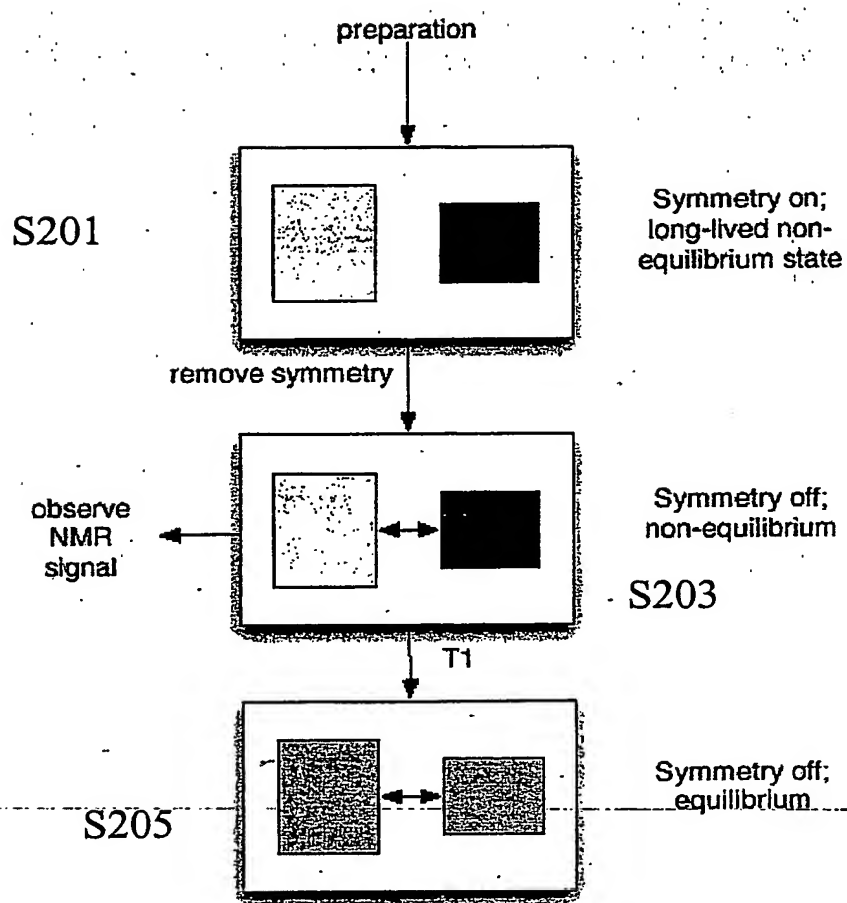 preparation
S201
Symmetry on;
long-lived non-
equilibrium state
remove symmetry
observe
NMR
signal
Symmetry off;
non-equilibrium
S203
T1
Symmetry off;
equilibrium
S205